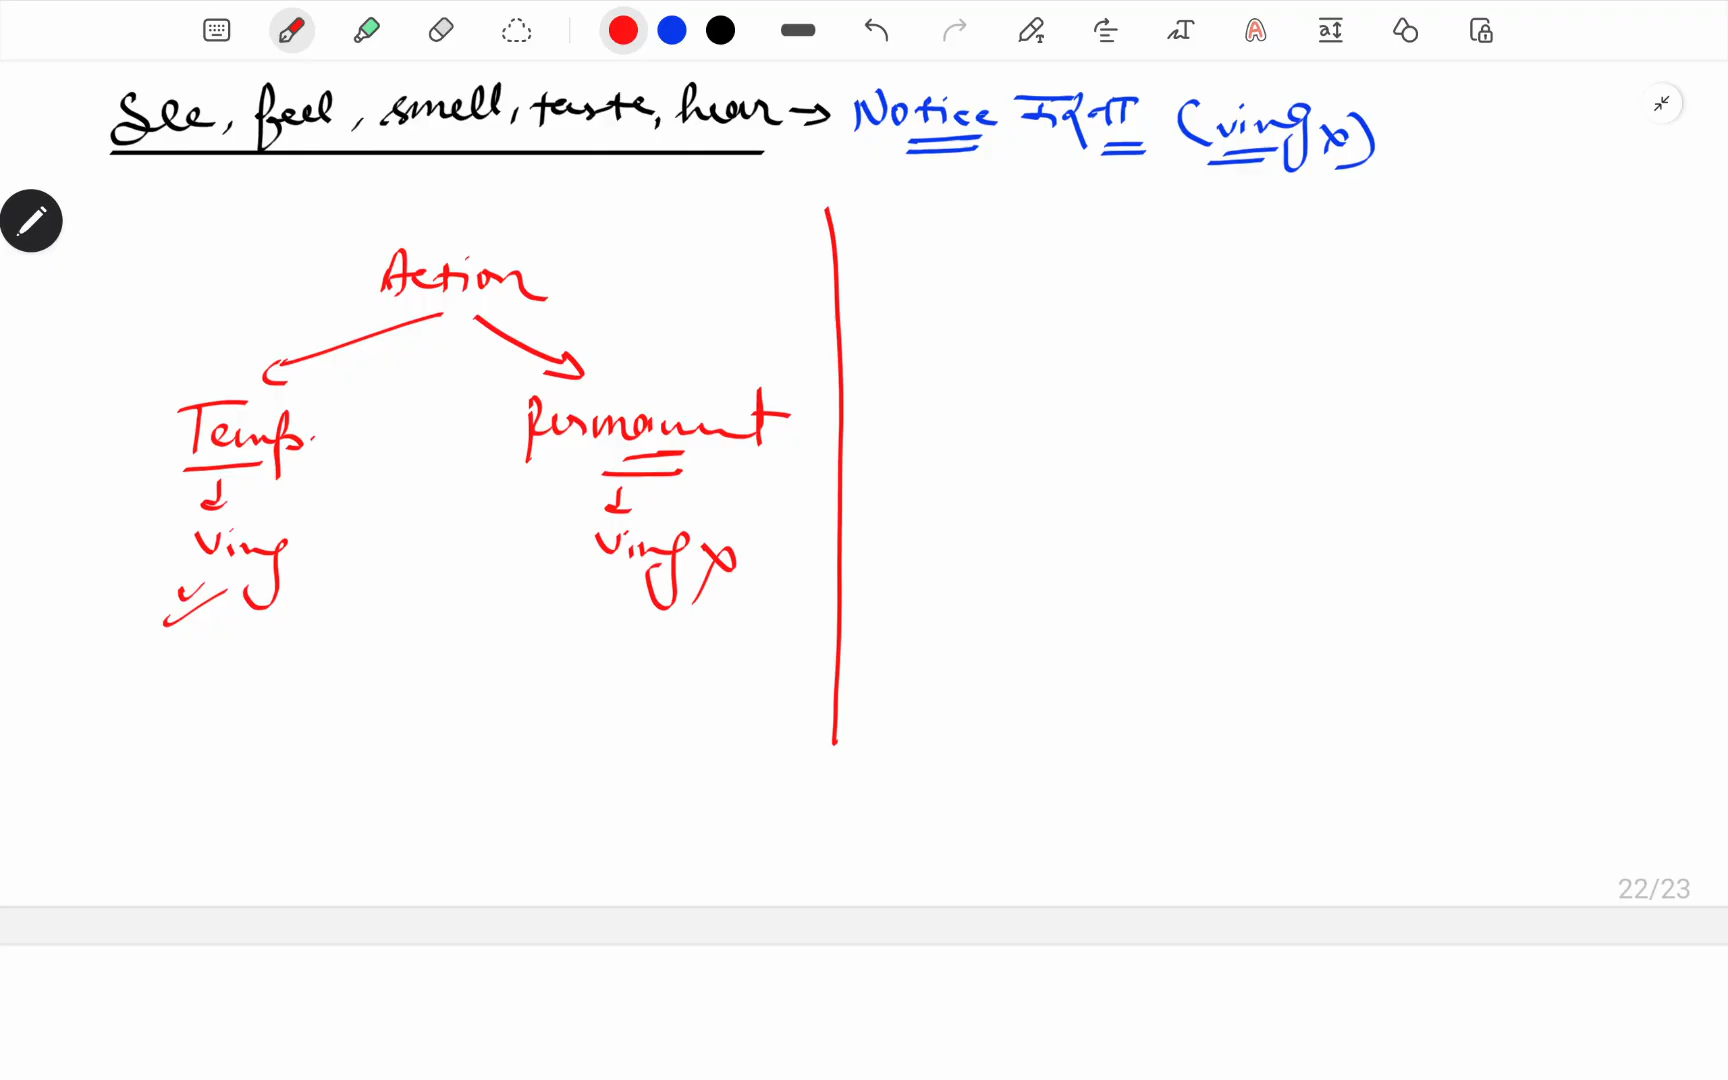 See, feel, smell, taste, hear → Notice करना (ving x)
Action
Temp. Permanent
ving ving x
22/23